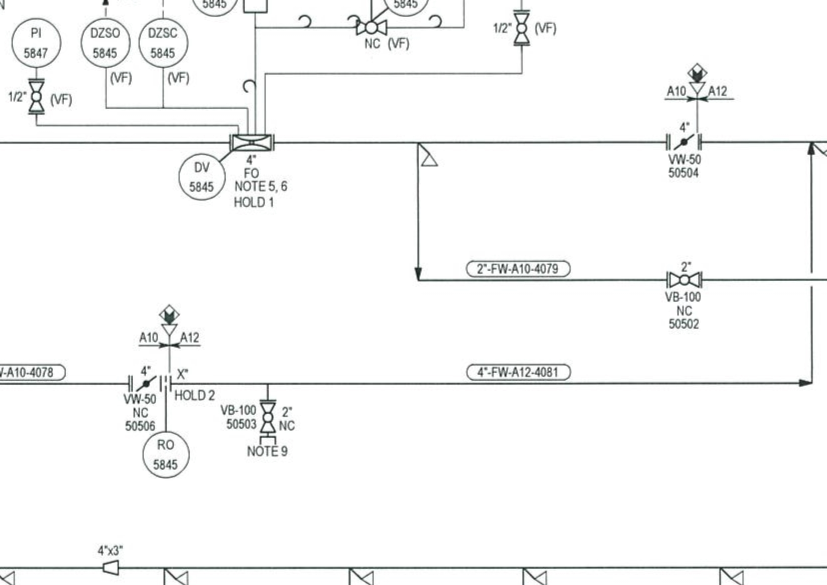 5845
5845
PI
5847
DZSO
5845
DZSC
5845
1/2" (VF)
NC (VF)
(VF)
(VF)
1/2" (VF)
A10 A12
4"
VW-50
50504
DV
5845
4"
FO
NOTE 5, 6
HOLD 1
2"-FW-A10-4079
2"
VB-100
NC
50502
A10 A12
-A10-4078
4"
X"
HOLD 2
VW-50
NC
50506
4"-FW-A12-4081
VB-100
50503
2"
NC
NOTE 9
RO
5845
4"x3"